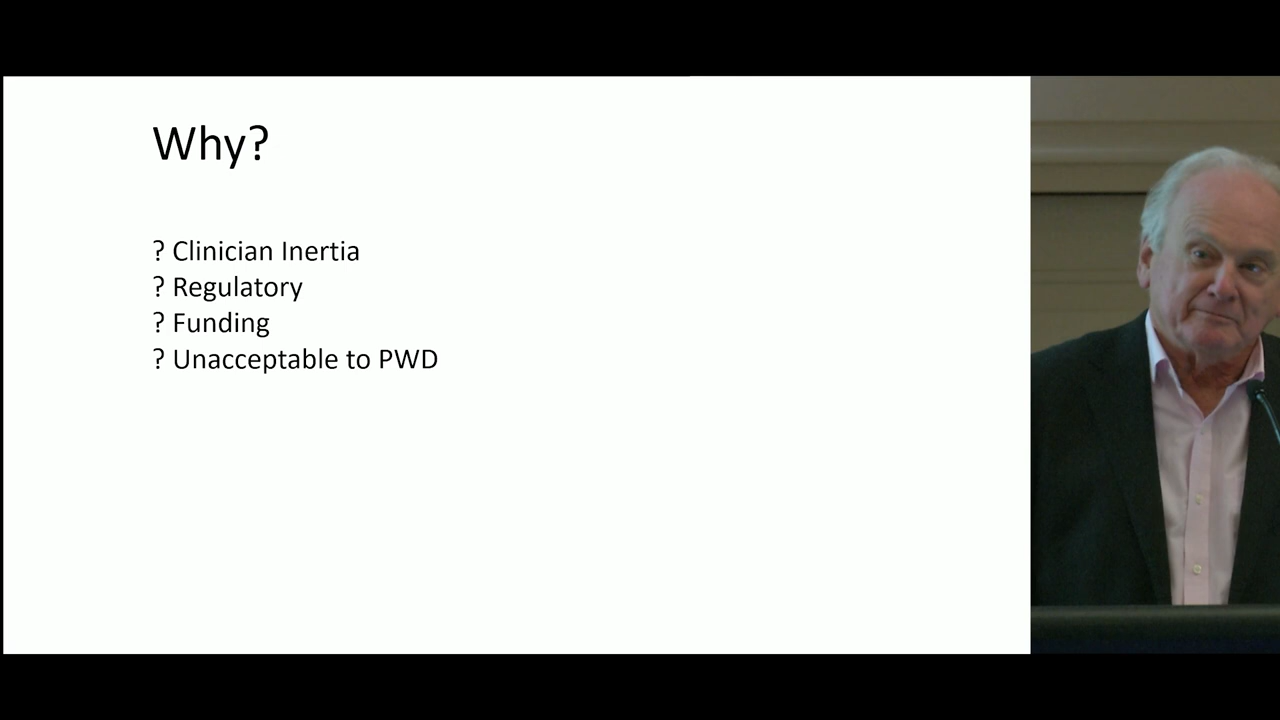 Why?
? Clinician Inertia
? Regulatory
? Funding
? Unacceptable to PWD